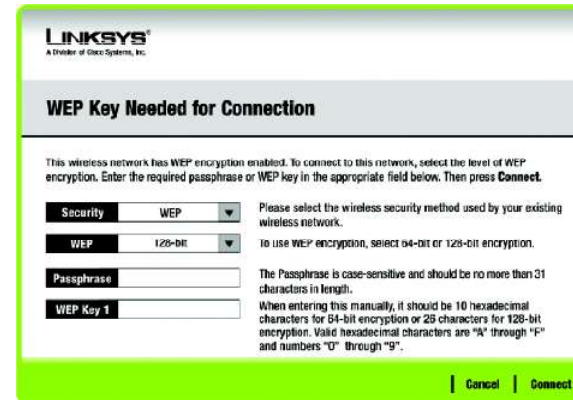 LINKSYS®
A Division of Cisco Systems, Inc.
WEP Key Needed for Connection
This wireless network has WEP encryption enabled. To connect to this network, select the level of WEP
encryption. Enter the required passphrase or WEP key in the appropriate field below. Then press Connect.
Security WEP
Please select the wireless security method used by your existing
wireless network.
WEP 128-bit
To use WEP encryption, select 64-bit or 128-bit encryption.
Passphrase
The Passphrase is case-sensitive and should be no more than 31
characters in length.
WEP Key 1
When entering this manually, it should be 10 hexadecimal
characters for 64-bit encryption or 26 characters for 128-bit
encryption. Valid hexadecimal characters are "A" through "F"
and numbers "0" through "9".
Cancel Connect